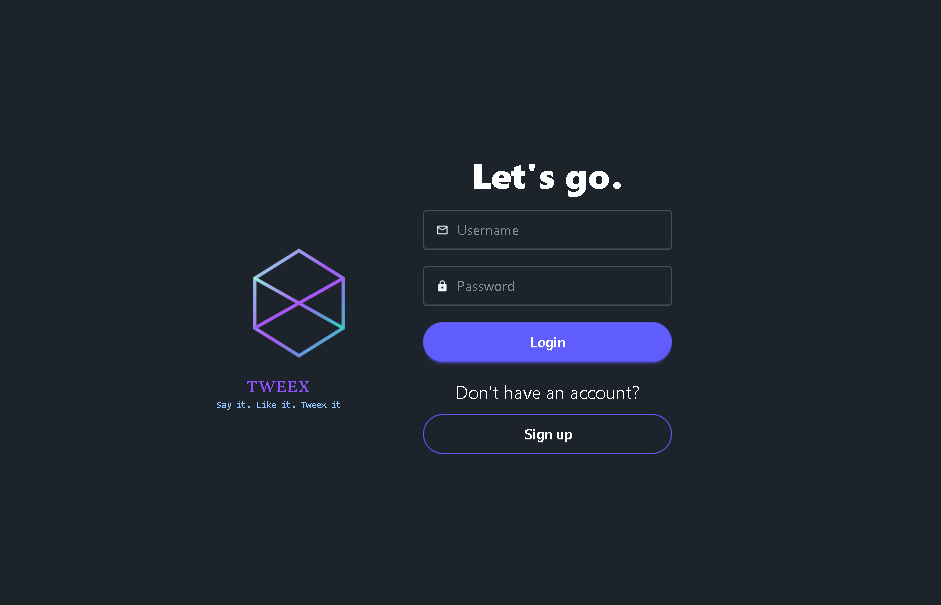 Let's go.
Username
Password
Login
Don't have an account?
Sign up
TWEEX
Say it. Like it. Tweex it